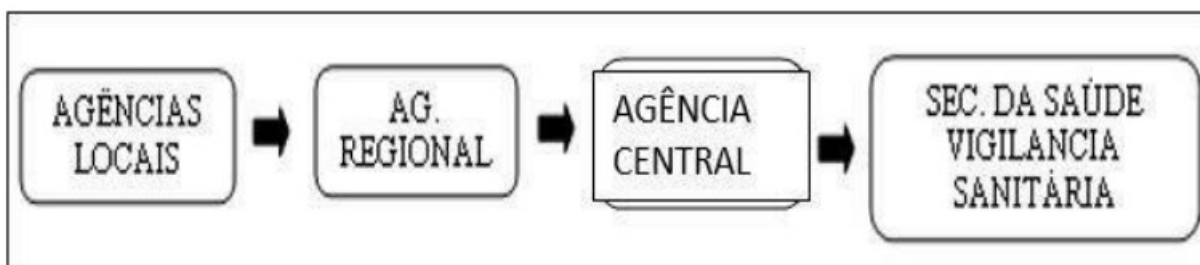 AGÊNCIAS
LOCAIS
AG.
REGIONAL
AGÊNCIA
CENTRAL
SEC. DA SAÚDE
VIGILANCIA
SANITÁRIA